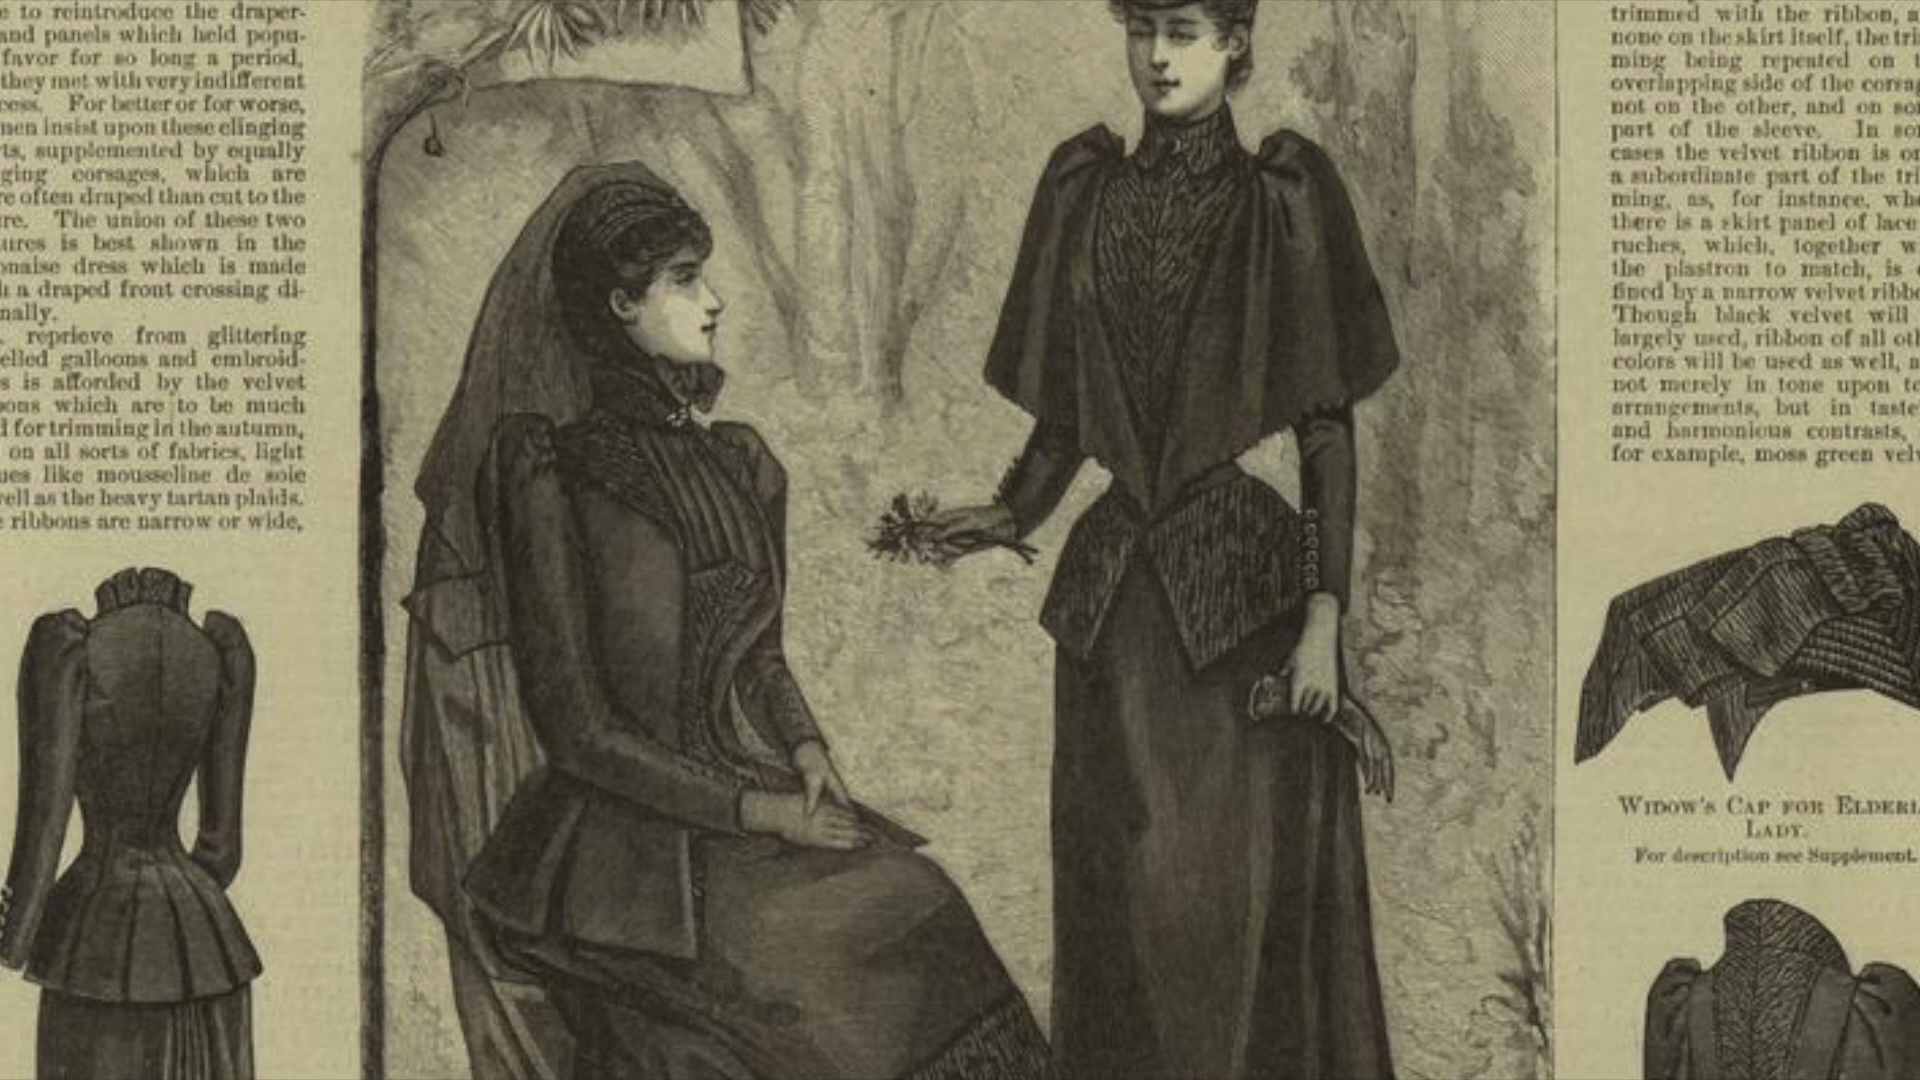 e to reintroduce the draper-
and panels which held popu-
favor for so long a period,
they met with very indifferent
cess. For better or for worse,
men insist upon these clinging
rts, supplemented by equally
ging corsages, which are
re often draped than cut to the
ure. The union of these two
ures is best shown in the
onaise dress which is made
h a draped front crossing di-
nally.
reprieve from glittering
elled galloons and embroid-
s is afforded by the velvet
bons which are to be much
d for trimming in the autumn,
on all sorts of fabrics, light
ues like mousseline de soie
vell as the heavy tartan plaids.
e ribbons are narrow or wide,
trimmed with the ribbon, a
none on the skirt itself, the tri
ming being repeated on t
overlapping side of the corsag
not on the other, and on so
part of the sleeve. In so
cases the velvet ribbon is on
a subordinate part of the tri
ming, as, for instance, whe
there is a skirt panel of lace
ruches, which, together w
the plastron to match, is
fined by a narrow velvet ribbo
Though black velvet will
largely used, ribbon of all oth
colors will be used as well, a
not merely in tone upon to
arrangements, but in taste
and harmonious contrasts,
for example, moss green velv
WIDOW'S CAP FOR ELDERL
LADY.
For description see Supplement.